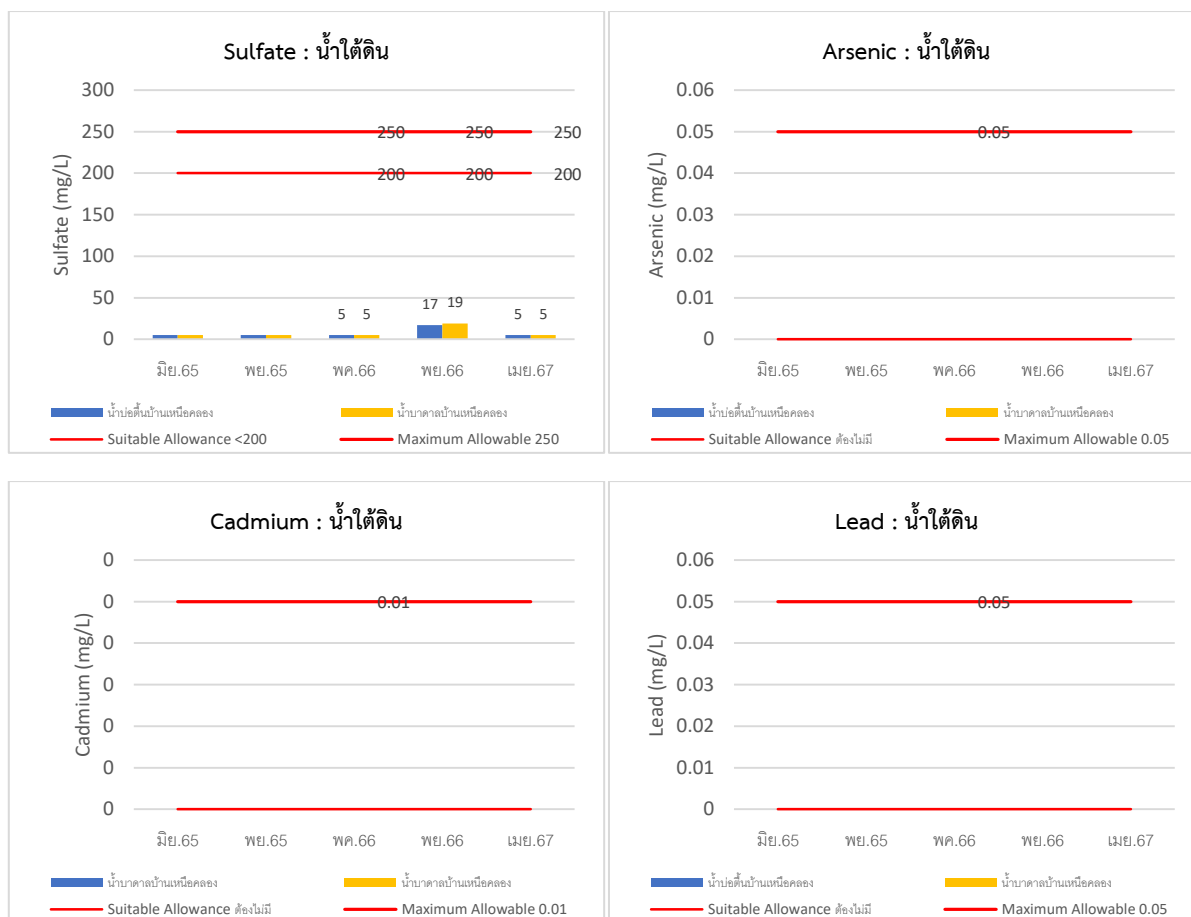 Sulfate : น้ำใต้ดิน
300
250
200
150
100
50
0
Sulfate (mg/L)
250 250 250
200 200 200
5 5
17 19
5 5
มิย.65 พย.65 พค.66 พย.66 เมย.67
น้ำบ่อตื้นบ้านเหนือคลอง น้ำบาดาลบ้านเหนือคลอง
Suitable Allowance <200 Maximum Allowable 250
Arsenic : น้ำใต้ดิน
0.06
0.05
0.04
0.03
0.02
0.01
0
Arsenic (mg/L)
0.05
มิย.65 พย.65 พค.66 พย.66 เมย.67
น้ำบ่อตื้นบ้านเหนือคลอง น้ำบาดาลบ้านเหนือคลอง
Suitable Allowance ต้องไม่มี Maximum Allowable 0.05
Cadmium : น้ำใต้ดิน
0
0
0
0
0
0
0
Cadmium (mg/L)
0.01
มิย.65 พย.65 พค.66 พย.66 เมย.67
น้ำบาดาลบ้านเหนือคลอง น้ำบาดาลบ้านเหนือคลอง
Suitable Allowance ต้องไม่มี Maximum Allowable 0.01
Lead : น้ำใต้ดิน
0.06
0.05
0.04
0.03
0.02
0.01
0
Lead (mg/L)
0.05
มิย.65 พย.65 พค.66 พย.66 เมย.67
น้ำบ่อตื้นบ้านเหนือคลอง น้ำบาดาลบ้านเหนือคลอง
Suitable Allowance ต้องไม่มี Maximum Allowable 0.05